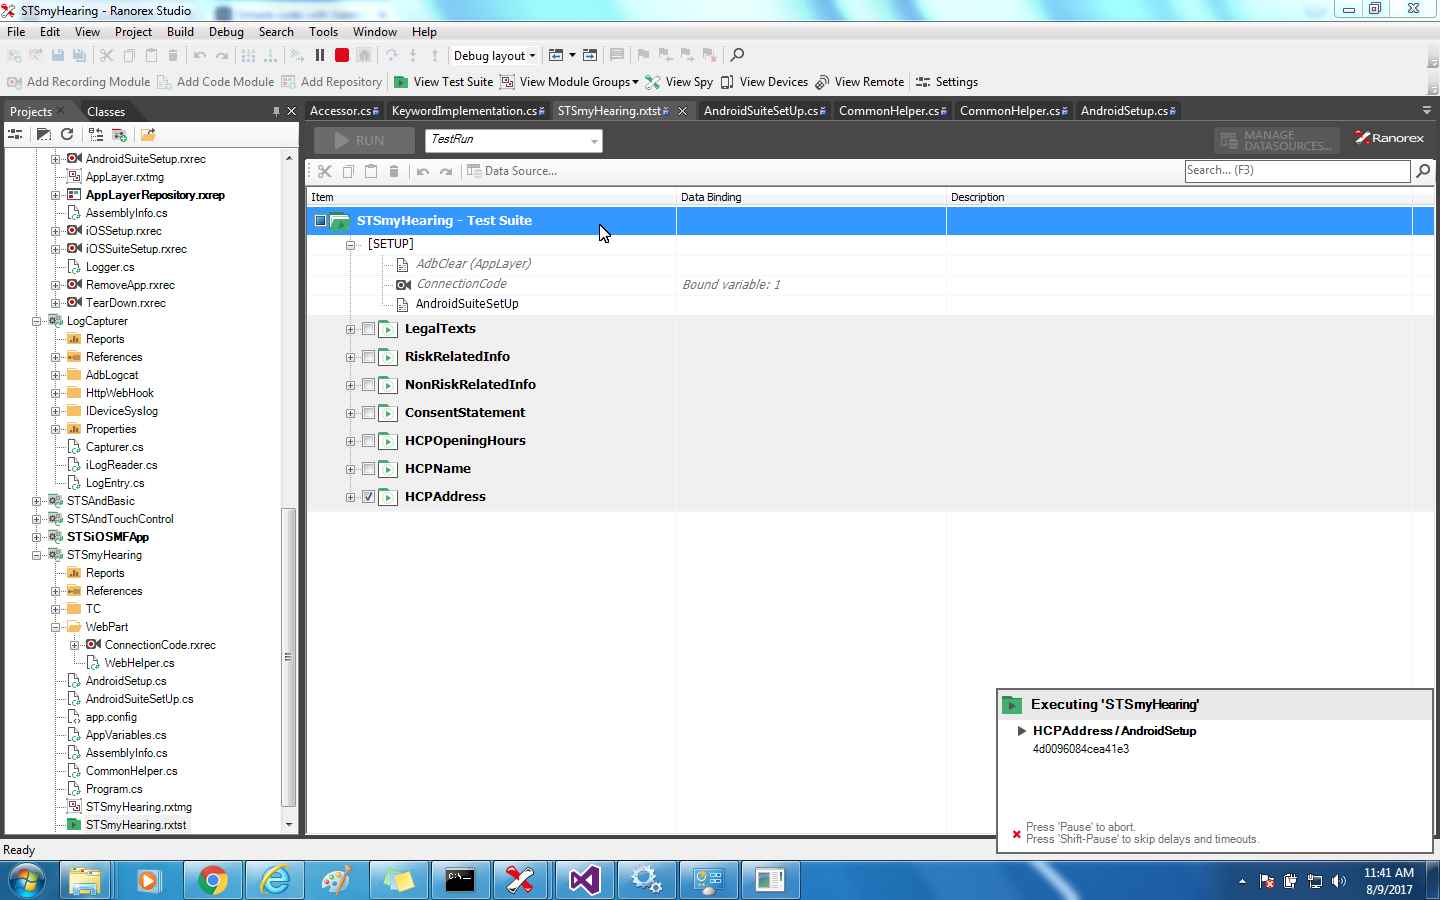 STSmyHearing - Ranorex Studio
File Edit View Project Build Debug Search Tools Window Help
Debug layout
Add Recording Module Add Code Module Add Repository View Test Suite View Module Groups View Spy View Devices View Remote Settings
Projects Classes
Accessor.cs KeywordImplementation.cs STSmyHearing.rxtst AndroidSuiteSetUp.cs CommonHelper.cs CommonHelper.cs AndroidSetup.cs
RUN TestRun MANAGE DATASOURCES... Ranorex
Data Source... Search... (F3)
Item Data Binding Description
STSmyHearing - Test Suite
[SETUP]
AdbClear (AppLayer)
ConnectionCode Bound variable: 1
AndroidSuiteSetUp
LegalTexts
RiskRelatedInfo
NonRiskRelatedInfo
ConsentStatement
HCPOpeningHours
HCPName
HCPAddress
AndroidSuiteSetup.rxrec
AppLayer.rxtmg
AppLayerRepository.rxrep
AssemblyInfo.cs
iOSSetup.rxrec
iOSSuiteSetup.rxrec
Logger.cs
RemoveApp.rxrec
TearDown.rxrec
LogCapturer
Reports
References
AdbLogcat
HttpWebHook
IDeviceSyslog
Properties
Capturer.cs
iLogReader.cs
LogEntry.cs
STSAndBasic
STSAndTouchControl
STSiOSMFApp
STSmyHearing
Reports
References
TC
WebPart
ConnectionCode.rxrec
WebHelper.cs
AndroidSetup.cs
AndroidSuiteSetUp.cs
app.config
AppVariables.cs
AssemblyInfo.cs
CommonHelper.cs
Program.cs
STSmyHearing.rxtmg
STSmyHearing.rxtst
Executing 'STSmyHearing'
HCPAddress / AndroidSetup
4d0096084cea41e3
Press 'Pause' to abort.
Press 'Shift-Pause' to skip delays and timeouts.
Ready
11:41 AM
8/9/2017